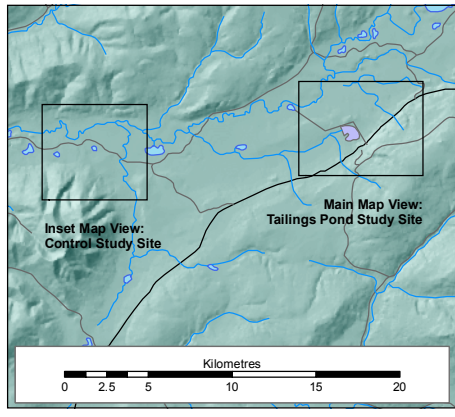 Inset Map View:
Control Study Site
Main Map View:
Tailings Pond Study Site
Kilometres
0 2.5 5 10 15 20